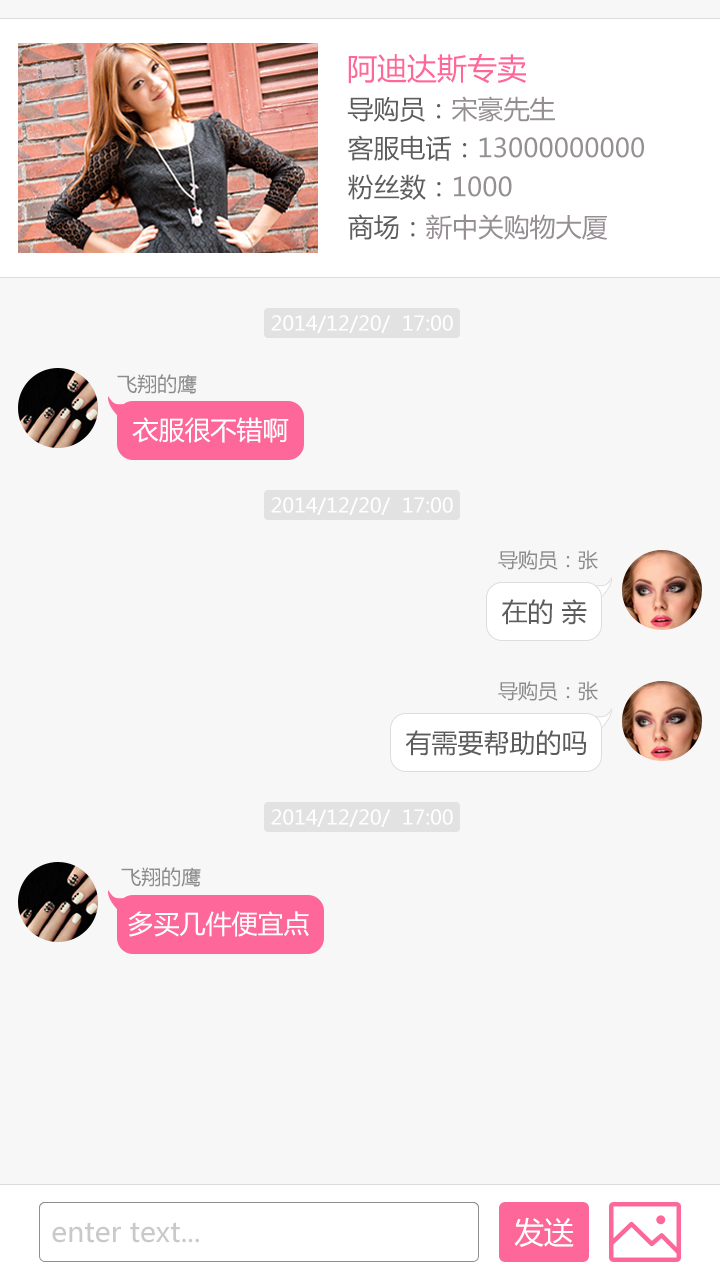 阿迪达斯专卖
导购员：宋豪先生
客服电话：13000000000
粉丝数：1000
商场：新中关购物大厦
2014/12/20/ 17:00
飞翔的鹰
衣服很不错啊
2014/12/20/ 17:00
导购员：张
在的 亲
导购员：张
有需要帮助的吗
2014/12/20/ 17:00
飞翔的鹰
多买几件便宜点
enter text...
发送